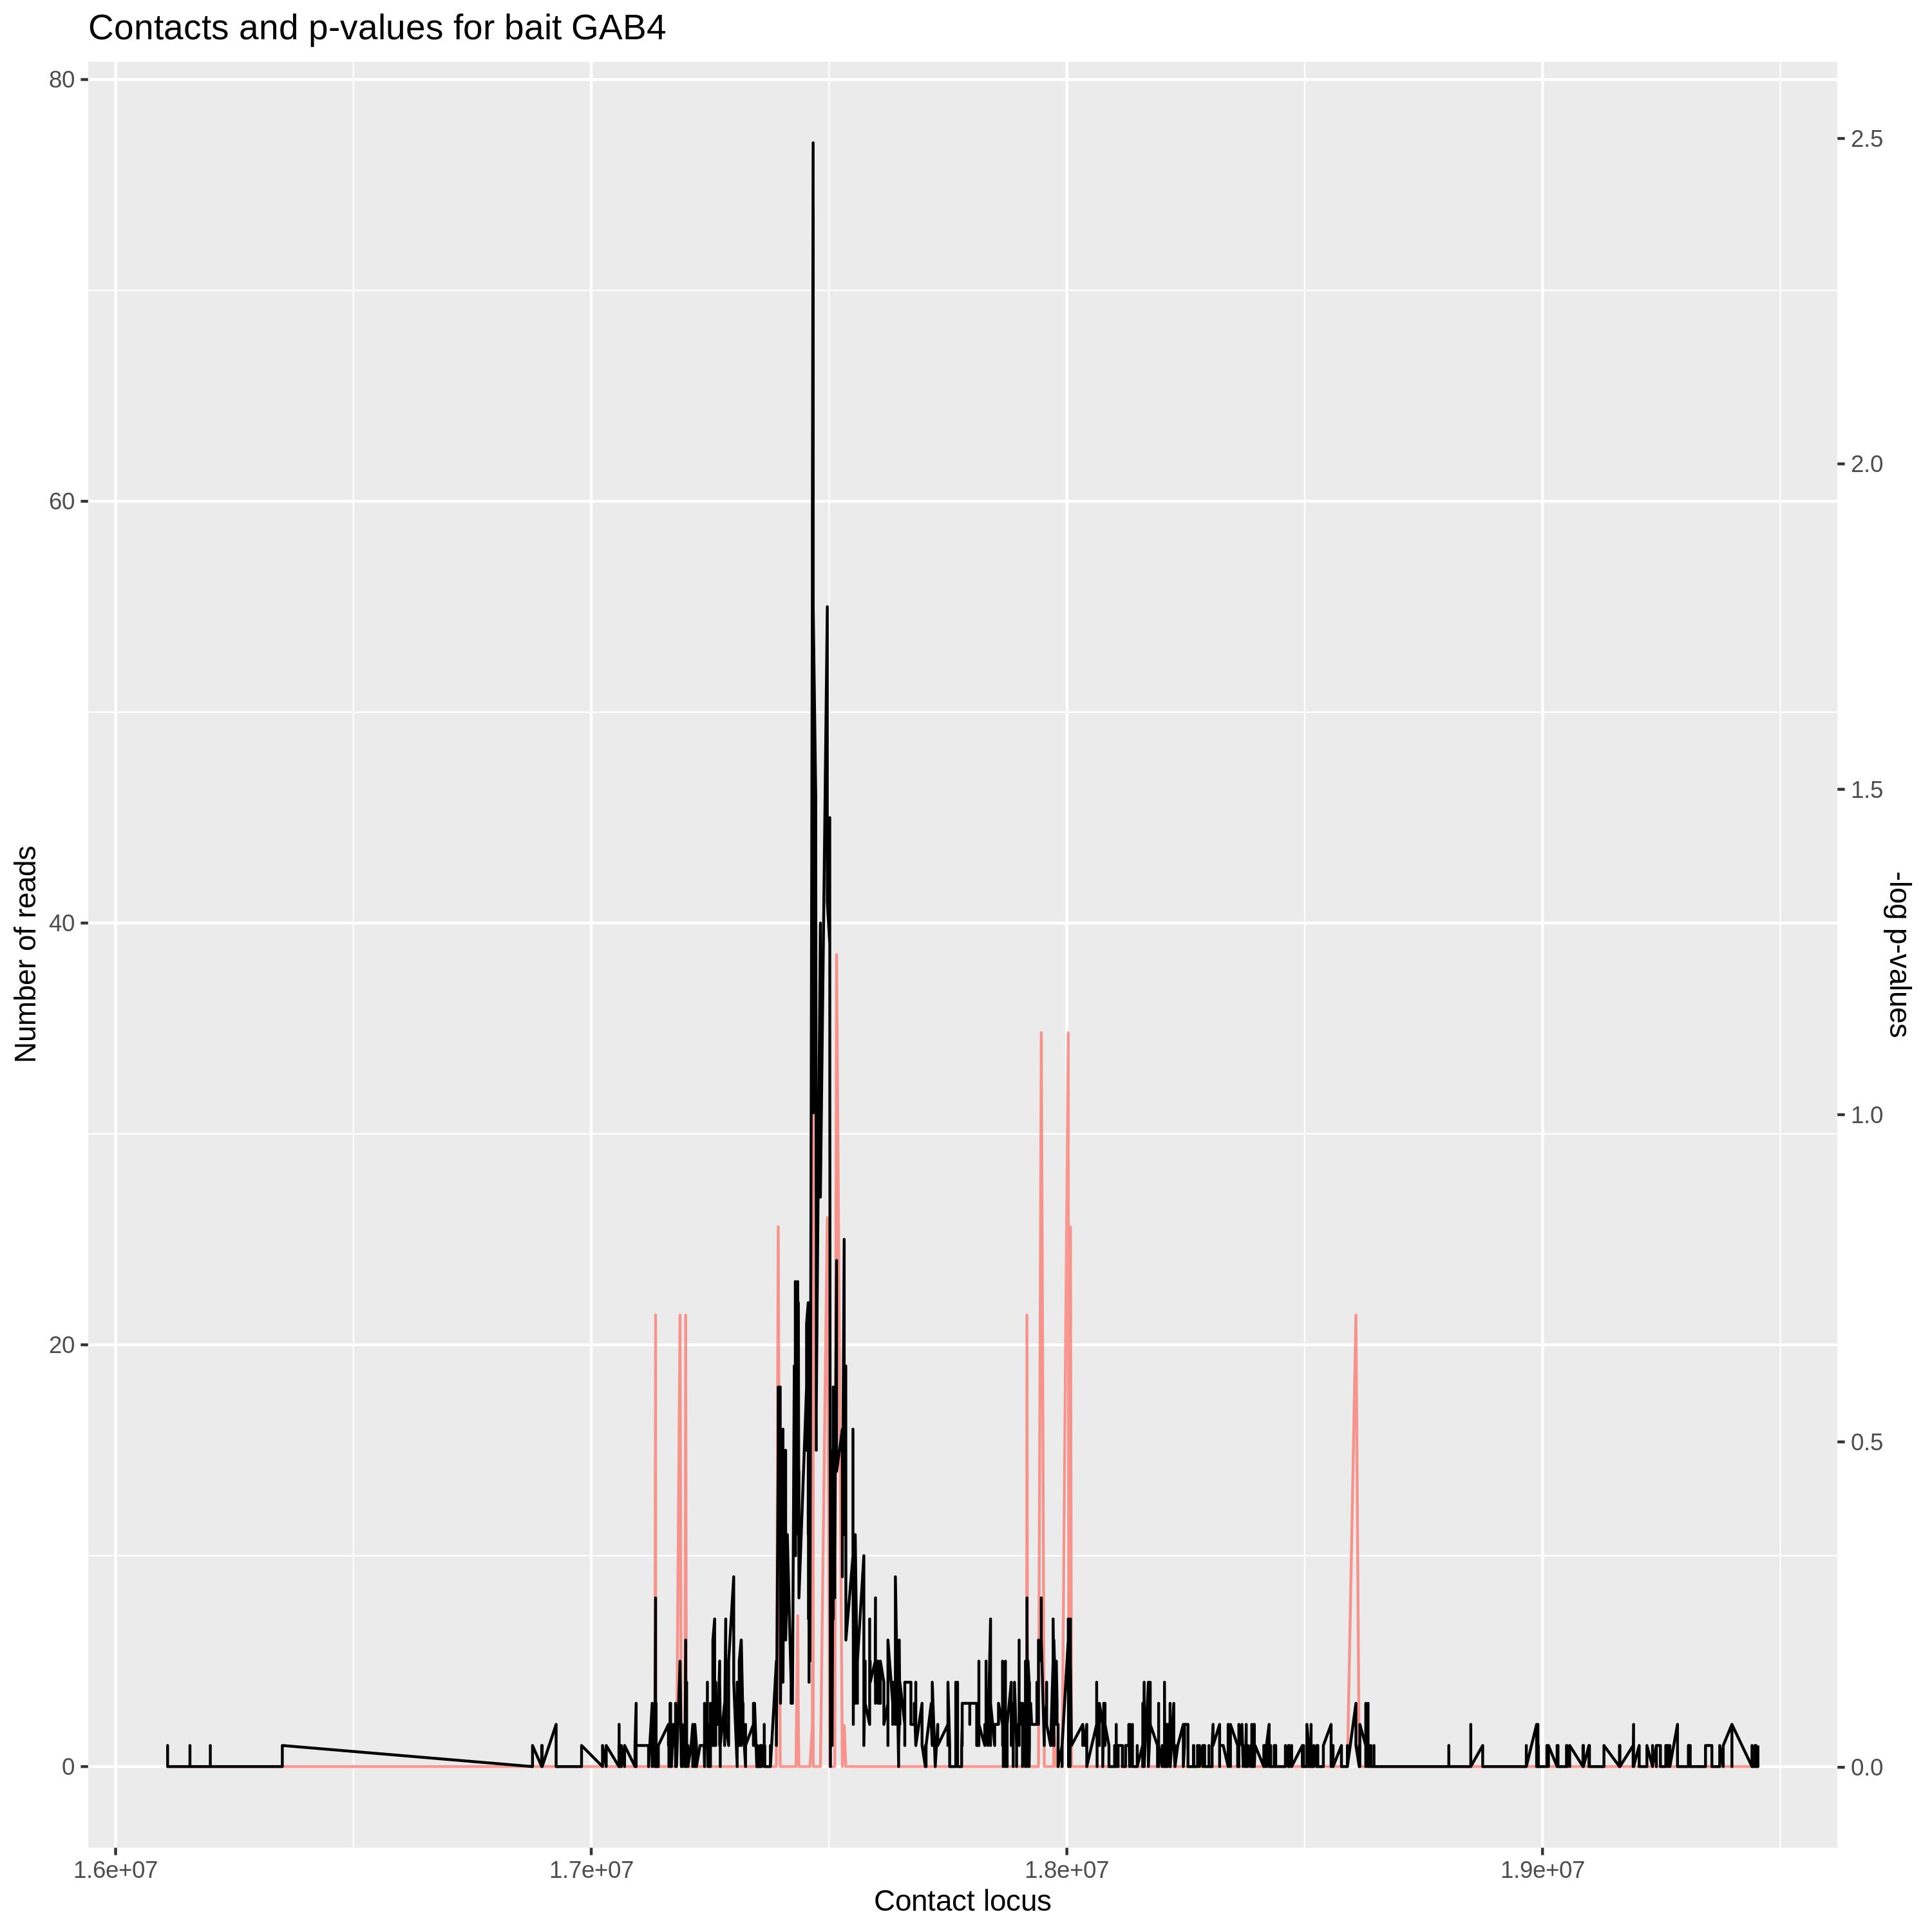 Contacts and p-values for bait GAB4
80
60
40
20
0
Number of reads
2.5
2.0
1.5
1.0
0.5
0.0
-log p-values
1.6e+07 1.7e+07 1.8e+07 1.9e+07
Contact locus